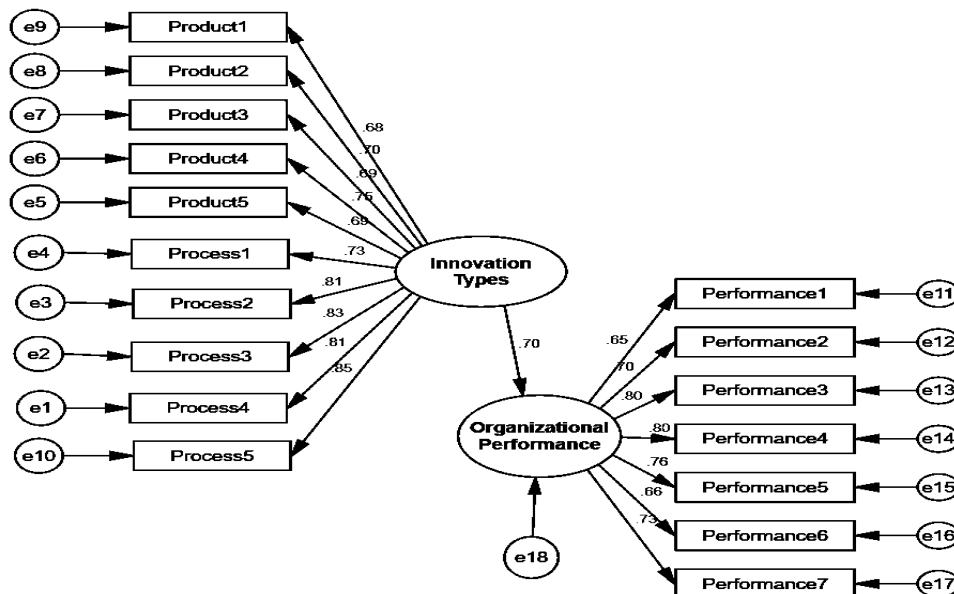 e9 Product1
e8 Product2
e7 Product3
e6 Product4
e5 Product5
e4 Process1
e3 Process2
e2 Process3
e1 Process4
e10 Process5
.68
.70
.69
.75
.69
.73
.81
.83
.81
.85
Innovation
Types
.70
Organizational
Performance
e18
.65
.70
.80
.80
.76
.66
.73
Performance1 e11
Performance2 e12
Performance3 e13
Performance4 e14
Performance5 e15
Performance6 e16
Performance7 e17